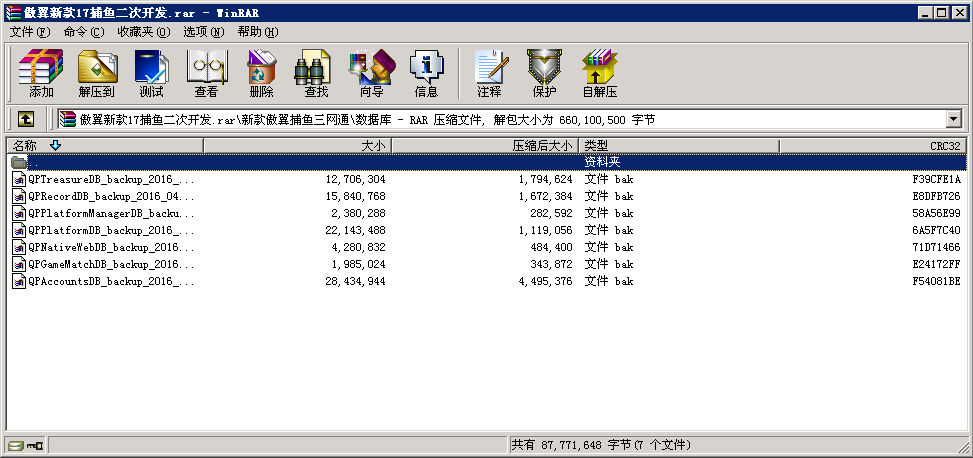 傲翼新款17捕鱼二次开发.rar - WinRAR
文件(F) 命令(C) 收藏夹(O) 选项(N) 帮助(H)
添加 解压到 测试 查看 删除 查找 向导 信息 注释 保护 自解压
傲翼新款17捕鱼二次开发.rar\新款傲翼捕鱼三网通\数据库 - RAR 压缩文件, 解包大小为 660,100,500 字节
名称 大小 压缩后大小 类型 CRC32
.. 资料夹
QPTreasureDB_backup_2016_... 12,706,304 1,794,624 文件 bak F39CFE1A
QPRecordDB_backup_2016_04... 15,840,768 1,672,384 文件 bak E8DFB726
QPPlatformManagerDB_backu... 2,380,288 282,592 文件 bak 58A56E99
QPPlatformDB_backup_2016_... 22,143,488 1,119,056 文件 bak 6A5F7C40
QPNativeWebDB_backup_2016... 4,280,832 484,400 文件 bak 71D71466
QPGameMatchDB_backup_2016... 1,985,024 343,872 文件 bak E24172FF
QPAccountsDB_backup_2016_... 28,434,944 4,495,376 文件 bak F54081BE
共有 87,771,648 字节(7 个文件)